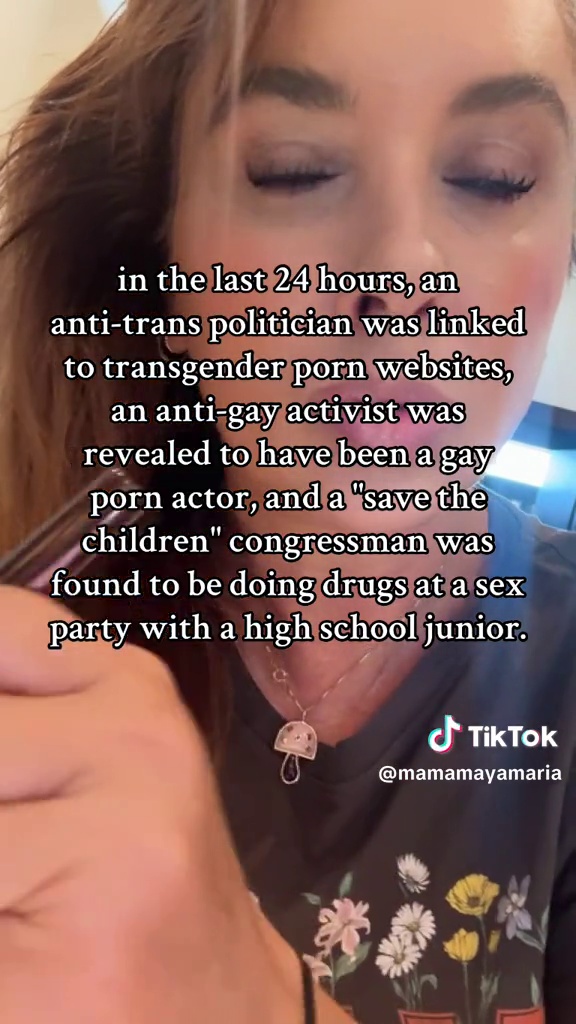 in the last 24 hours, an
anti-trans politician was linked
to transgender porn websites,
an anti-gay activist was
revealed to have been a gay
porn actor, and a "save the
children" congressman was
found to be doing drugs at a sex
party with a high school junior.
TikTok
@mamamayamaria